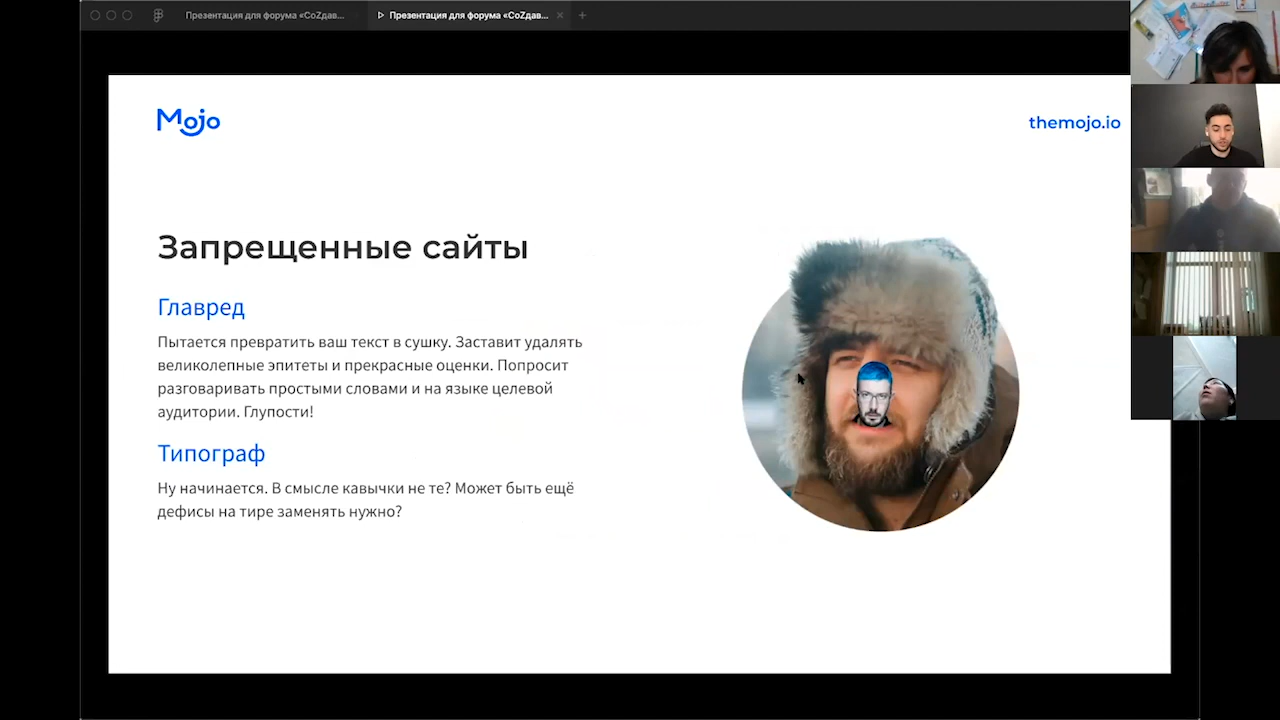 Презентация для форума «СоZдав...
Презентация для форума «СоZдав...
Mojo
themojo.io
Запрещенные сайты
Главред
Пытается превратить ваш текст в сушку. Заставит удалять
великолепные эпитеты и прекрасные оценки. Попросит
разговаривать простыми словами и на языке целевой
аудитории. Глупости!
Типограф
Ну начинается. В смысле кавычки не те? Может быть ещё
дефисы на тире заменять нужно?